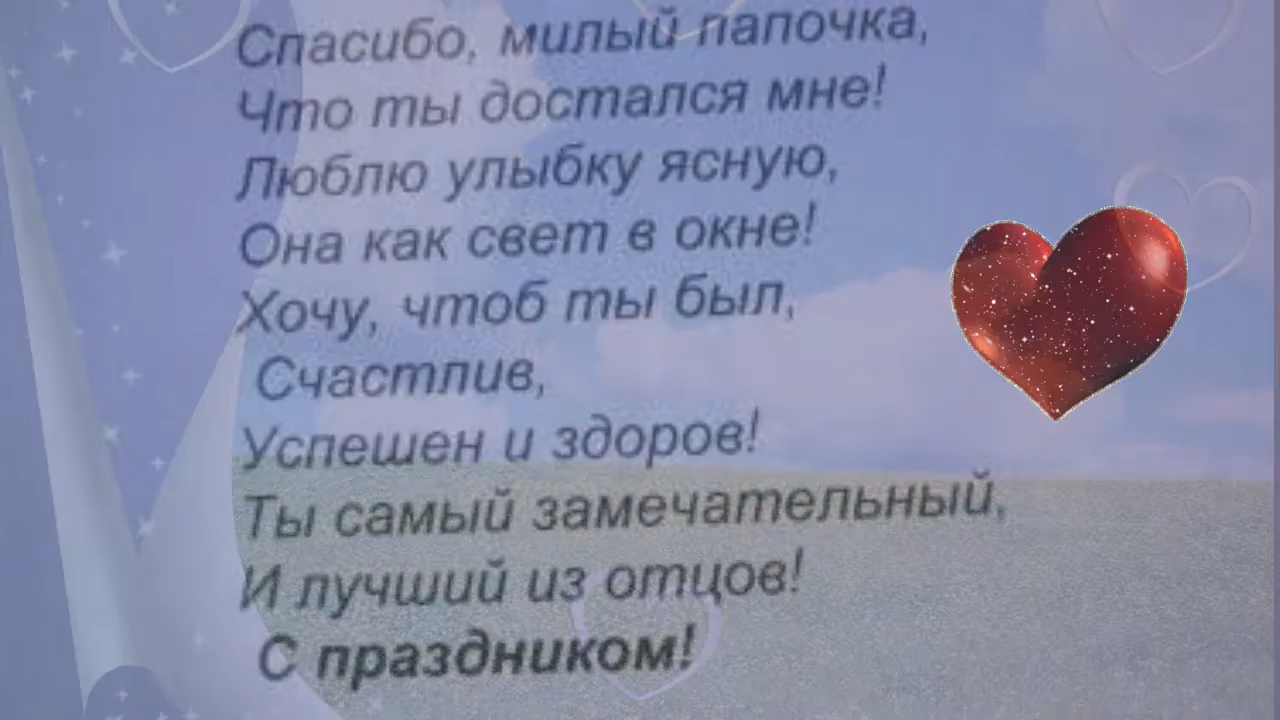 Спасибо, милый папочка,
Что ты достался мне!
Люблю улыбку ясную,
Она как свет в окне!
Хочу, чтоб ты был,
Счастлив,
Успешен и здоров!
Ты самый замечательный,
И лучший из отцов!
С праздником!